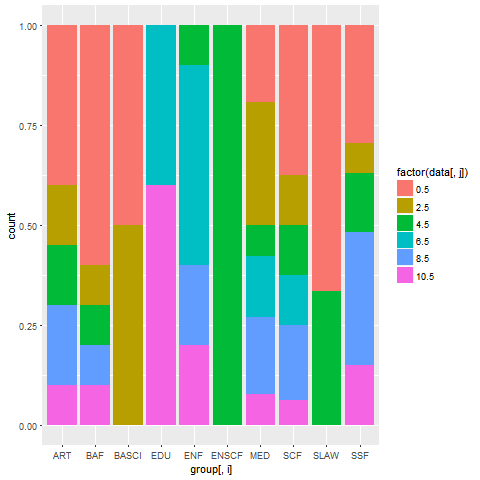 1.00
0.75
0.50
0.25
0.00
count
ART BAF BASCI EDU ENF ENSCF MED SCF SLAW SSF
group[, i]
factor(data[, j])
0.5
2.5
4.5
6.5
8.5
10.5